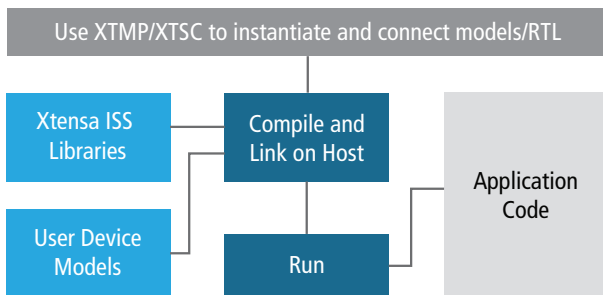 Use XTMP/XTSC to instantiate and connect models/RTL
Xtensa ISS
Libraries
Compile and
Link on Host
Application
Code
User Device
Models
Run